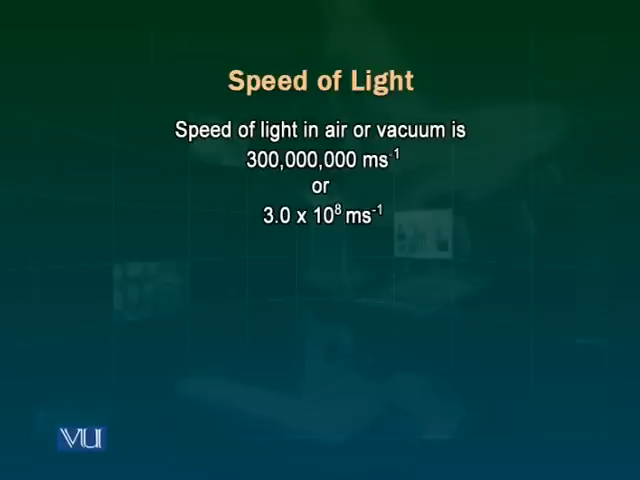 Speed of Light
Speed of light in air or vacuum is
300,000,000 ms⁻¹
or
3.0 x 10⁸ ms⁻¹
VU